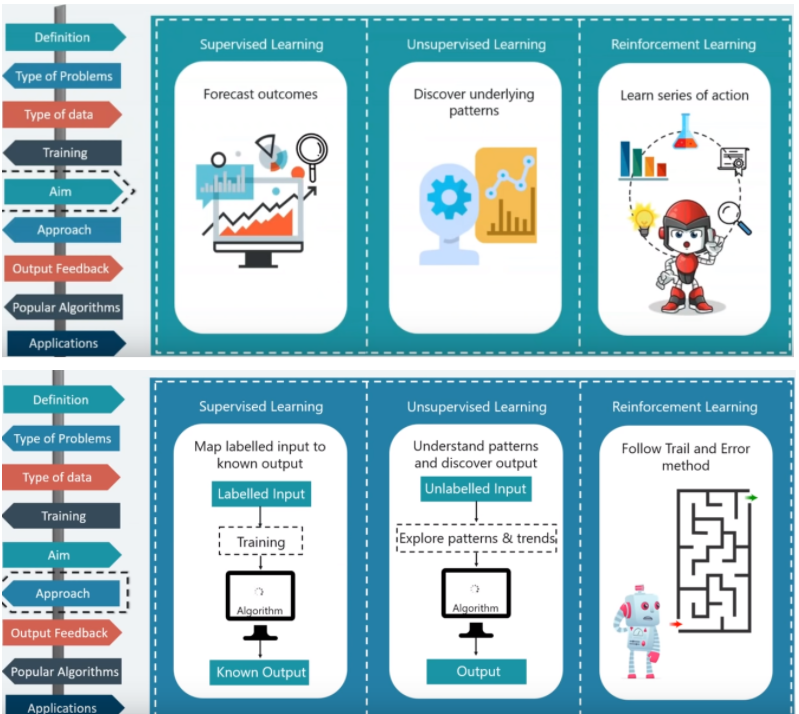 Definition
Type of Problems
Type of data
Training
Aim
Approach
Output Feedback
Popular Algorithms
Applications
Supervised Learning
Forecast outcomes
Unsupervised Learning
Discover underlying
patterns
Reinforcement Learning
Learn series of action
Definition
Type of Problems
Type of data
Training
Aim
Approach
Output Feedback
Popular Algorithms
Applications
Supervised Learning
Map labelled input to
known output
Labelled Input
Training
Algorithm
Known Output
Unsupervised Learning
Understand patterns
and discover output
Unlabelled Input
Explore patterns & trends
Algorithm
Output
Reinforcement Learning
Follow Trail and Error
method